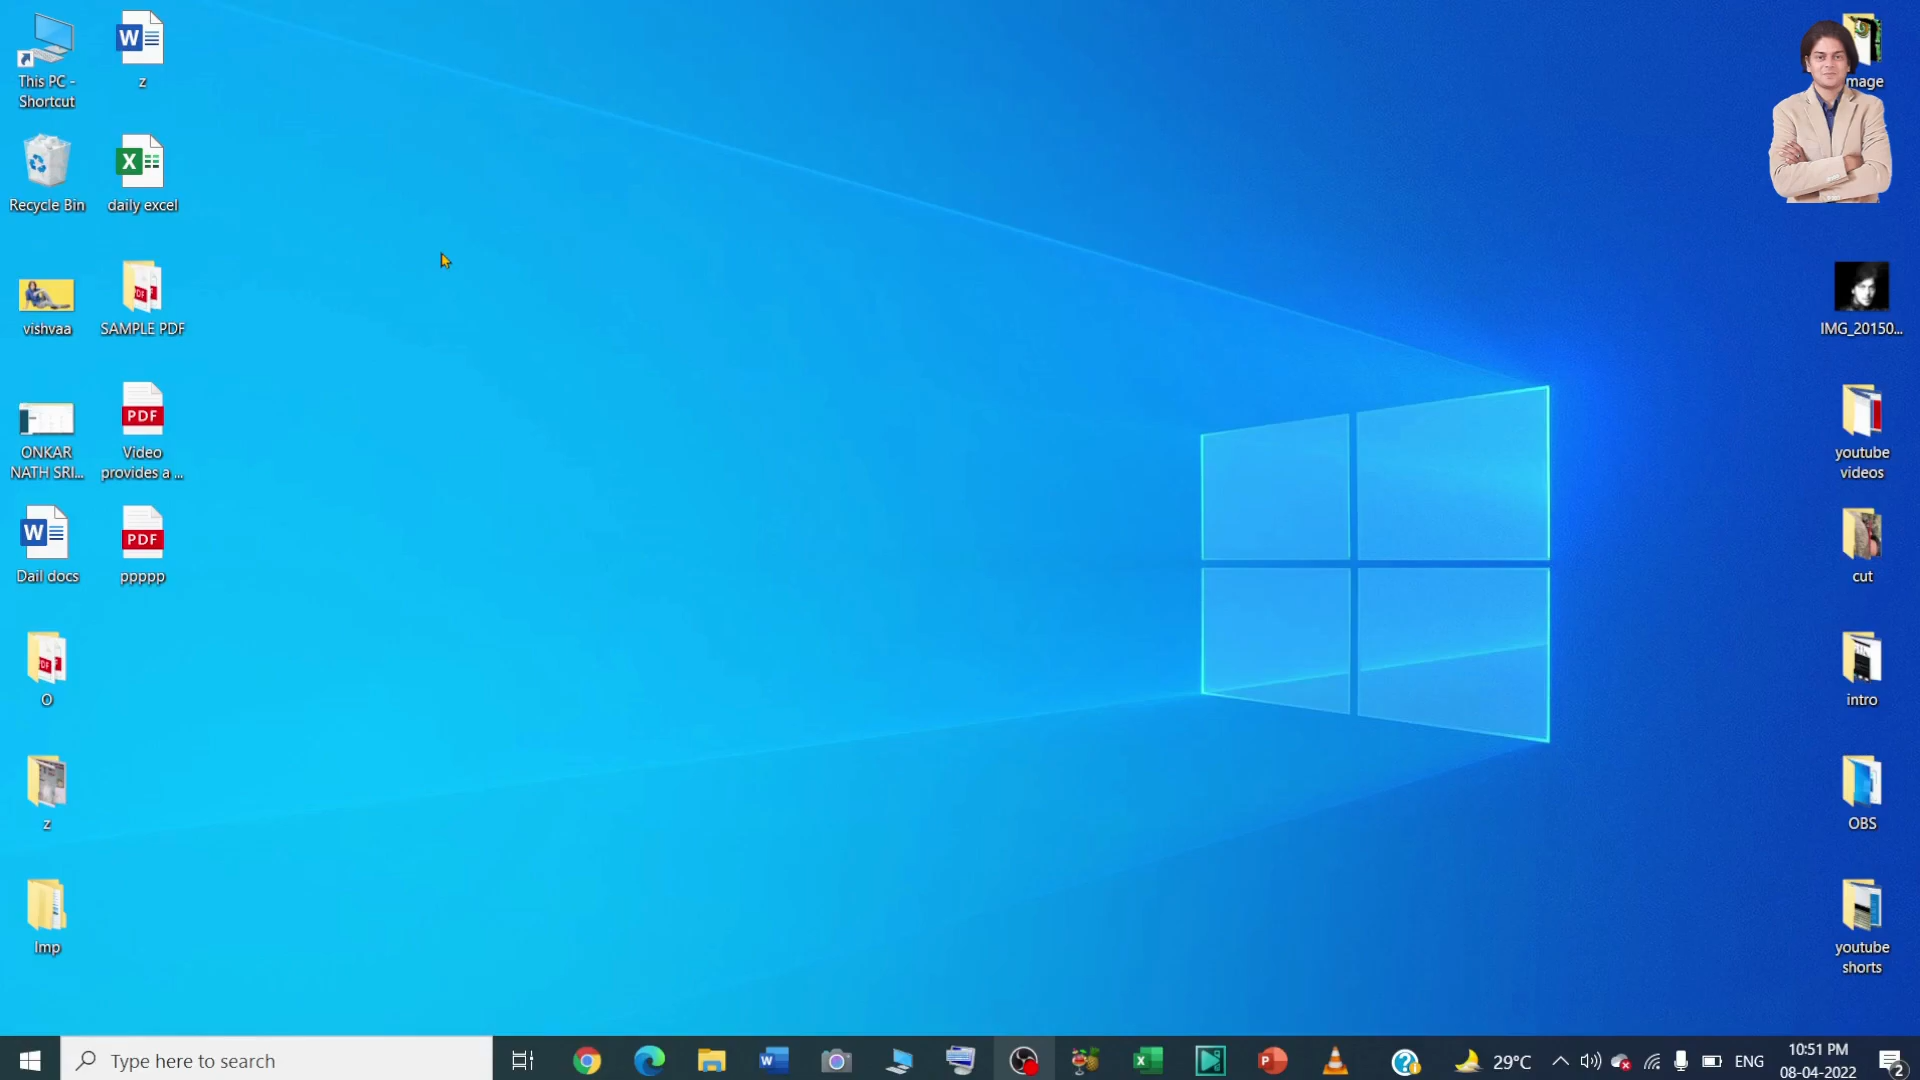 This PC -
Shortcut
z
Recycle Bin
daily excel
vishvaa
SAMPLE PDF
ONKAR
NATH SRI...
PDF
Video
provides a ...
Dail docs
PDF
ppppp
O
z
Imp
mage
IMG_20150...
youtube
videos
cut
intro
OBS
youtube
shorts
Type here to search
29°C
ENG
10:51 PM
08-04-2022
2